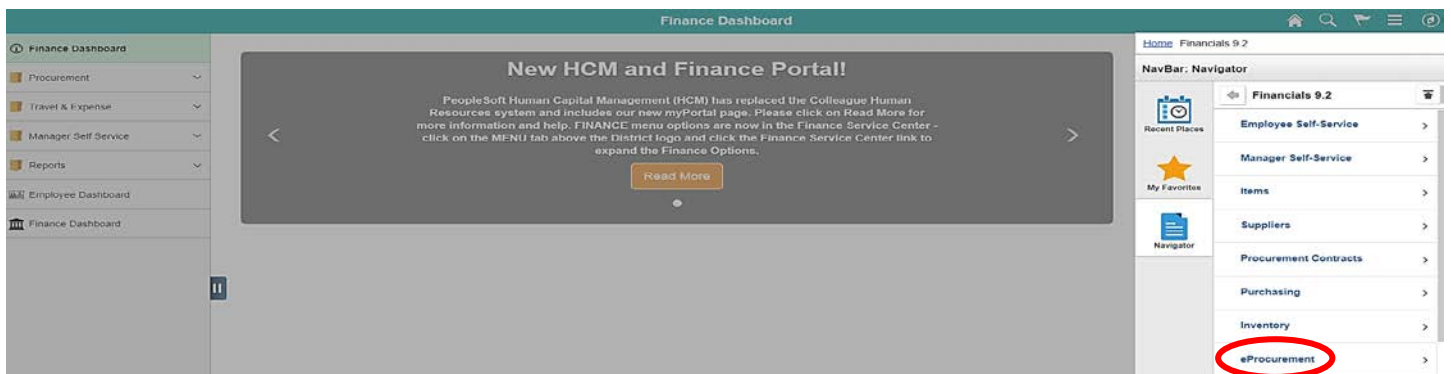 Finance Dashboard
Finance Dashboard
Procurement
Travel & Expense
Manager Self Service
Reports
Employee Dashboard
Finance Dashboard
New HCM and Finance Portal!
PeopleSoft Human Capital Management (HCM) has replaced the Colleague Human
Resources system and includes our new myPortal page. Please click on Read More for
more information and help. FINANCE menu options are now in the Finance Service Center -
click on the MENU tab above the District logo and click the Finance Service Center link to
expand the Finance Options.
Read More
Home Financials 9.2
NavBar: Navigator
Recent Places
My Favorites
Navigator
Financials 9.2
Employee Self-Service
Manager Self-Service
Items
Suppliers
Procurement Contracts
Purchasing
Inventory
eProcurement